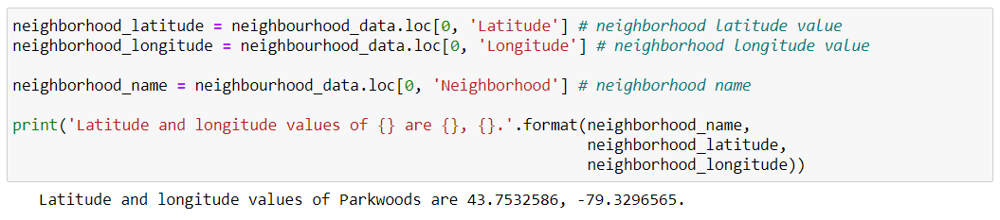 neighborhood_latitude = neighbourhood_data.loc[0, 'Latitude'] # neighborhood latitude value
neighborhood_longitude = neighbourhood_data.loc[0, 'Longitude'] # neighborhood longitude value
neighborhood_name = neighbourhood_data.loc[0, 'Neighborhood'] # neighborhood name
print('Latitude and longitude values of {} are {}, {}.'.format(neighborhood_name,
neighborhood_latitude,
neighborhood_longitude))
Latitude and longitude values of Parkwoods are 43.7532586, -79.3296565.